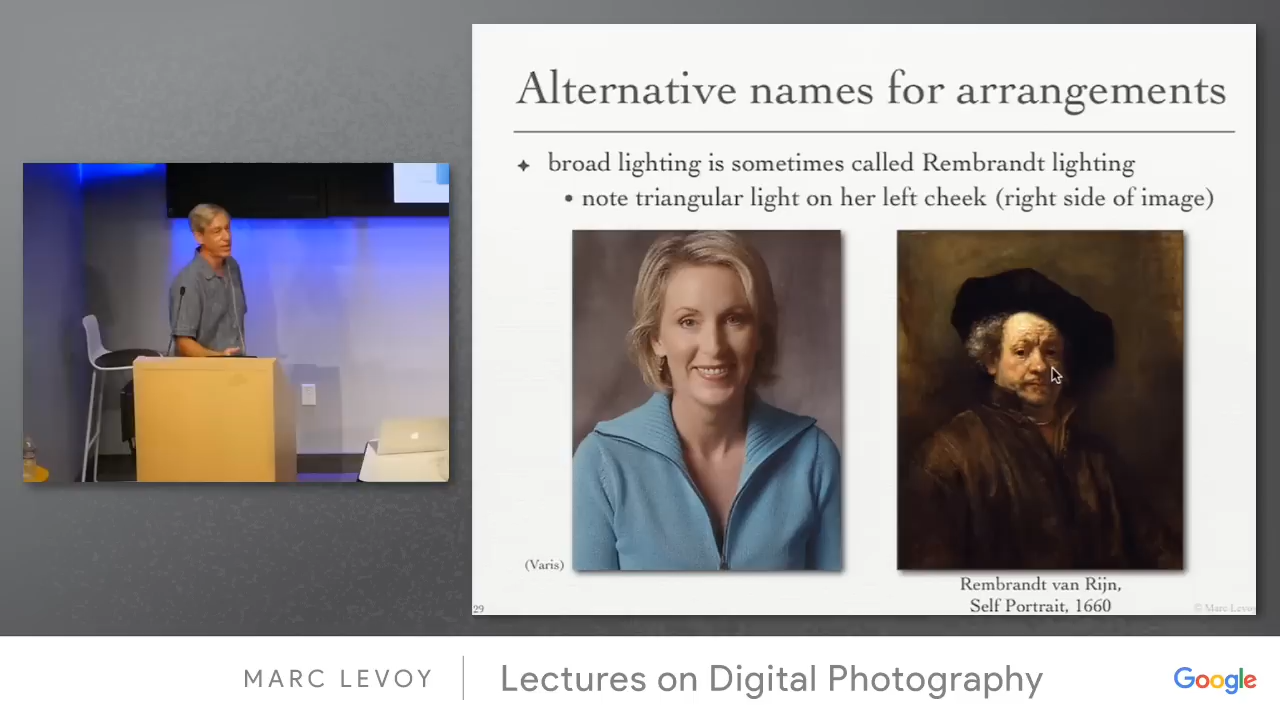 Alternative names for arrangements
✦ broad lighting is sometimes called Rembrandt lighting
• note triangular light on her left cheek (right side of image)
(Varis)
Rembrandt van Rijn,
Self Portrait, 1660
29
© Marc Levoy
MARC LEVOY
Lectures on Digital Photography
Google